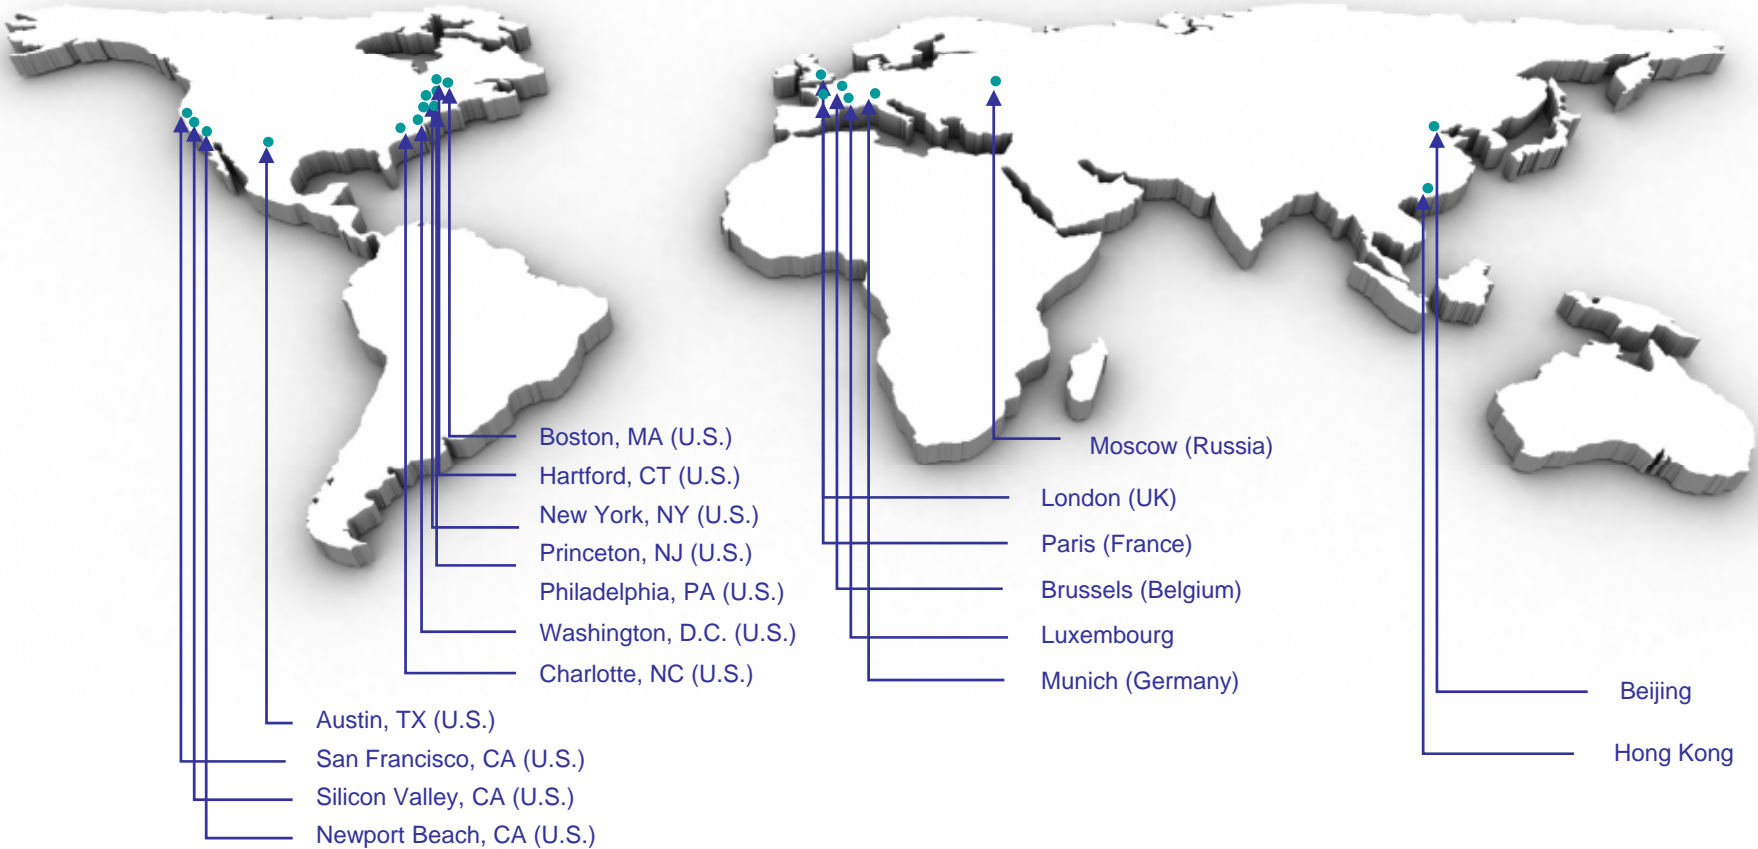 Boston, MA (U.S.)
Hartford, CT (U.S.)
New York, NY (U.S.)
Princeton, NJ (U.S.)
Philadelphia, PA (U.S.)
Washington, D.C. (U.S.)
Charlotte, NC (U.S.)
Austin, TX (U.S.)
San Francisco, CA (U.S.)
Silicon Valley, CA (U.S.)
Newport Beach, CA (U.S.)
Moscow (Russia)
London (UK)
Paris (France)
Brussels (Belgium)
Luxembourg
Munich (Germany)
Beijing
Hong Kong